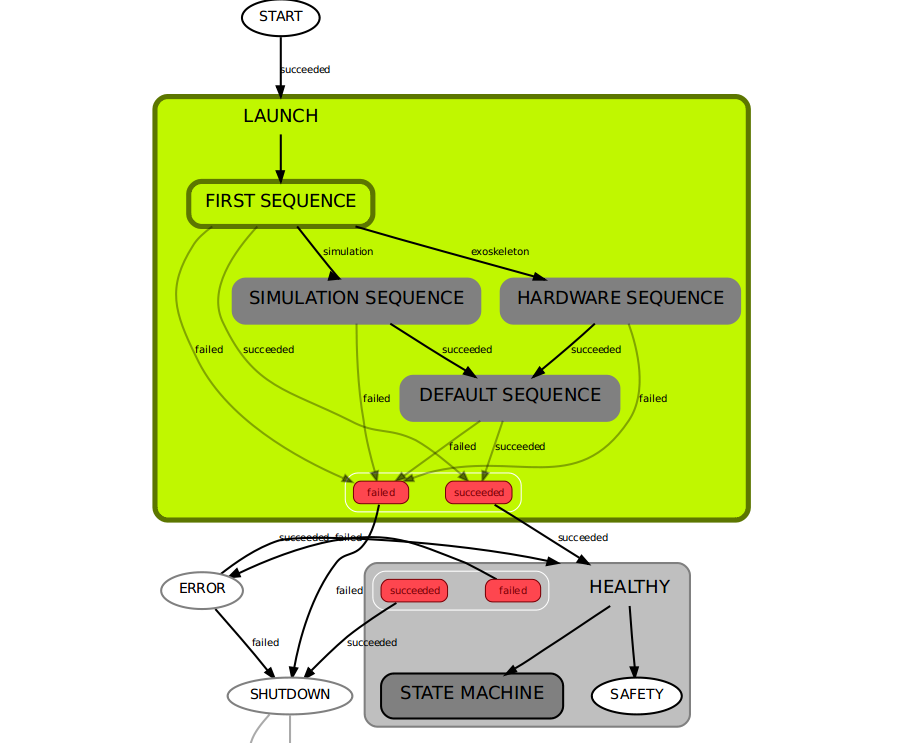 START
succeeded
LAUNCH
FIRST SEQUENCE
simulation
exoskeleton
SIMULATION SEQUENCE
HARDWARE SEQUENCE
failed
succeeded
succeeded
succeeded
DEFAULT SEQUENCE
failed
failed
failed
succeeded
failed
succeeded
succeeded
failed
succeeded
ERROR
failed
succeeded
failed
HEALTHY
failed
succeeded
SHUTDOWN
STATE MACHINE
SAFETY